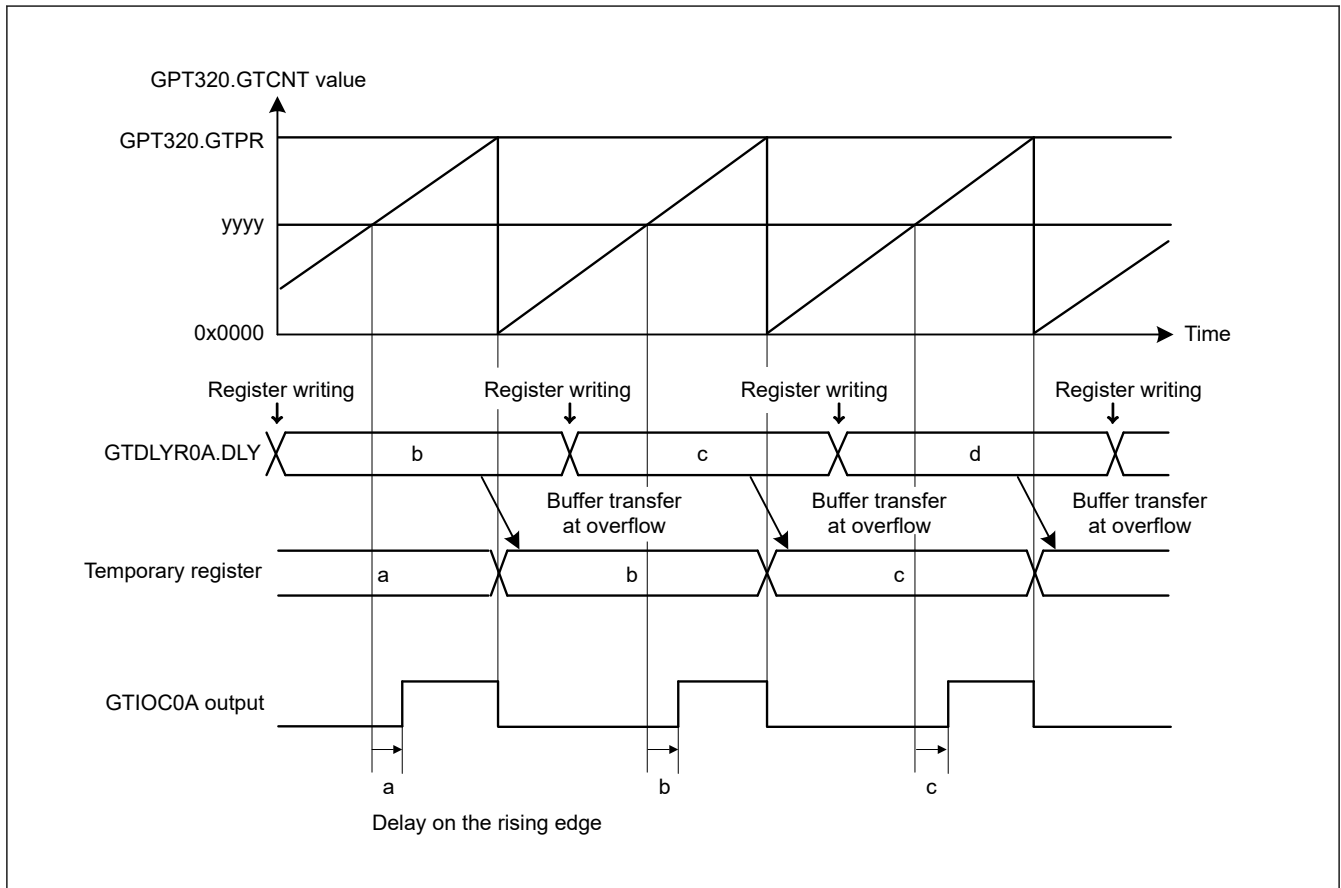 GPT320.GTCNT value
GPT320.GTPR
yyyy
0x0000
Time
Register writing
Register writing
Register writing
Register writing
GTDLYR0A.DLY
b
c
d
Buffer transfer
at overflow
Buffer transfer
at overflow
Buffer transfer
at overflow
Temporary register
a
b
c
GTIOC0A output
a
b
c
Delay on the rising edge